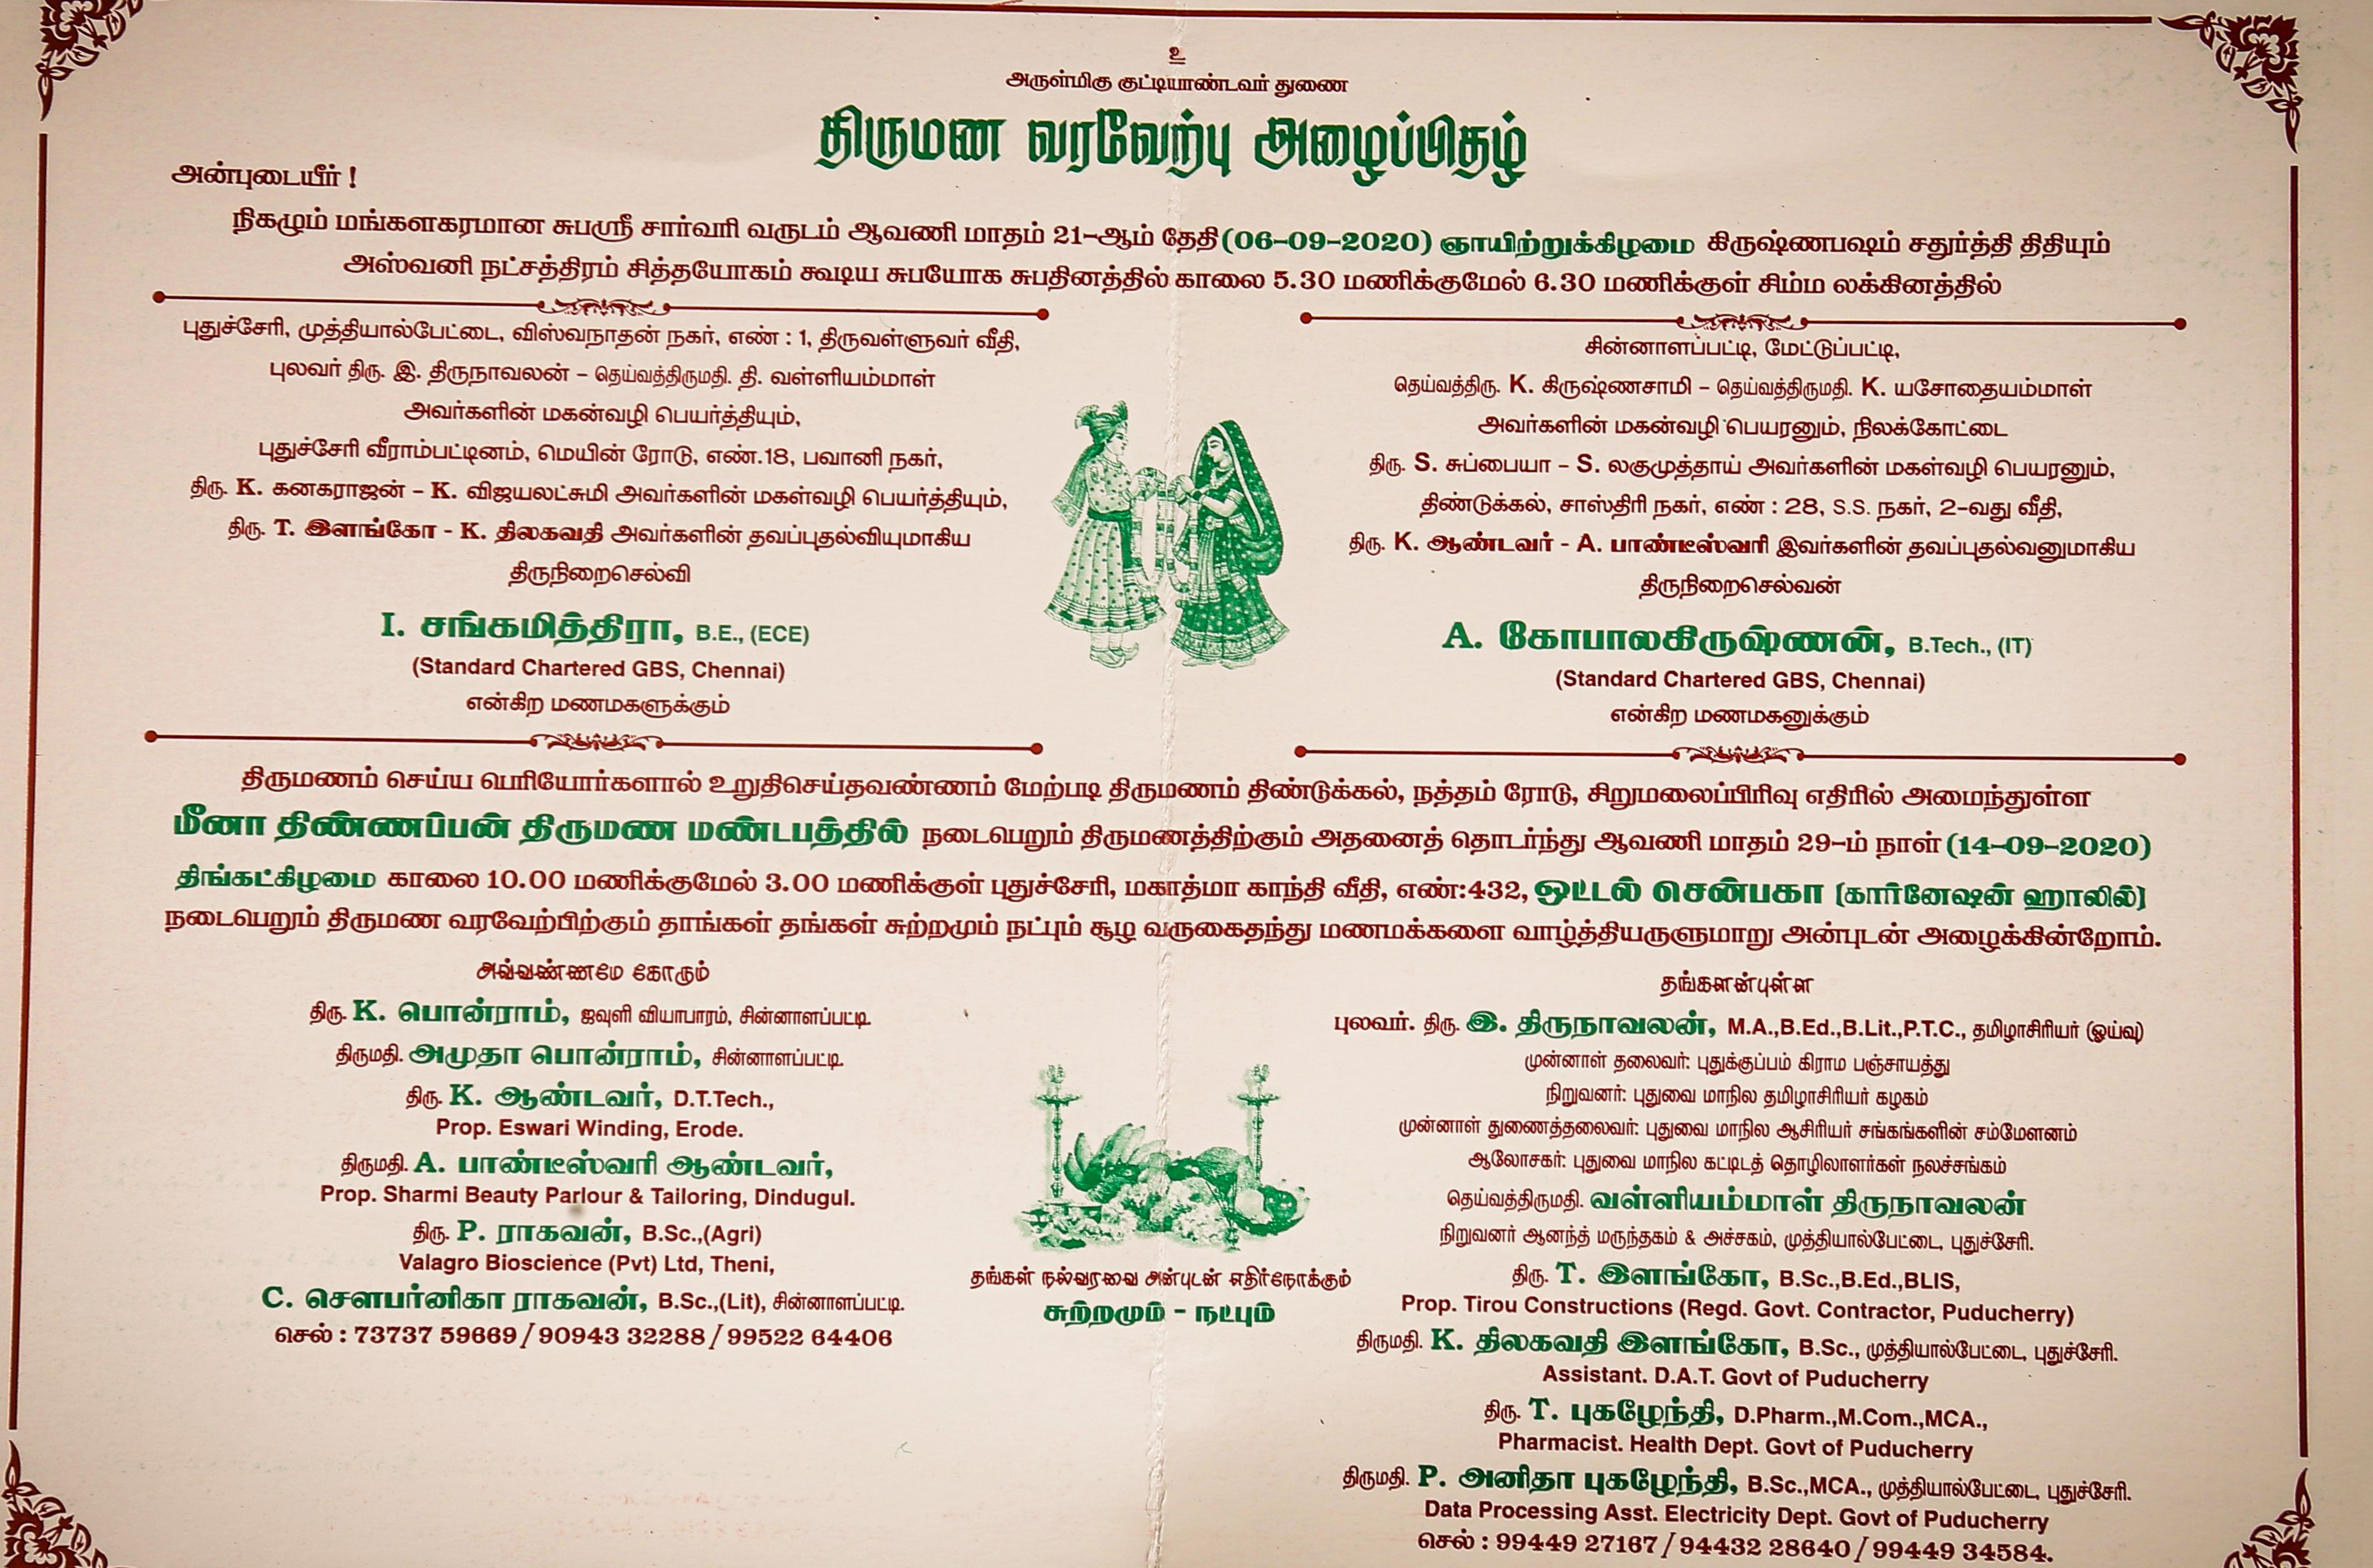 உ
அருள்மிகு குட்டியாண்டவர் துணை
திருமண வரவேற்பு அழைப்பிதழ்
அன்புடையீர் !
நிகழும் மங்களகரமான சுபஸ்ரீ சார்வரி வருடம் ஆவணி மாதம் 21-ஆம் தேதி (06-09-2020) ஞாயிற்றுக்கிழமை கிருஷ்ணபஷம் சதுர்த்தி திதியும்
அஸ்வனி நட்சத்திரம் சித்தயோகம் கூடிய சுபயோக சுபதினத்தில் காலை 5.30 மணிக்குமேல் 6.30 மணிக்குள் சிம்ம லக்கினத்தில்
புதுச்சேரி, முத்தியால்பேட்டை, விஸ்வநாதன் நகர், எண் : 1, திருவள்ளுவர் வீதி,
புலவர் திரு. இ. திருநாவலன் – தெய்வத்திருமதி. தி. வள்ளியம்மாள்
அவர்களின் மகன்வழி பெயர்த்தியும்,
புதுச்சேரி வீராம்பட்டினம், மெயின் ரோடு, எண்.18, பவானி நகர்,
திரு. K. கனகராஜன் – K. விஜயலட்சுமி அவர்களின் மகள்வழி பெயர்த்தியும்,
திரு. T. இளங்கோ - K. திலகவதி அவர்களின் தவப்புதல்வியுமாகிய
திருநிறைசெல்வி
I. சங்கமித்திரா, B.E., (ECE)
(Standard Chartered GBS, Chennai)
என்கிற மணமகளுக்கும்
சின்னாளப்பட்டி, மேட்டுப்பட்டி,
தெய்வத்திரு. K. கிருஷ்ணசாமி – தெய்வத்திருமதி. K. யசோதையம்மாள்
அவர்களின் மகன்வழி பெயரனும், நிலக்கோட்டை
திரு. S. சுப்பையா – S. லகுமுத்தாய் அவர்களின் மகள்வழி பெயரனும்,
திண்டுக்கல், சாஸ்திரி நகர், எண் : 28, S.S. நகர், 2-வது வீதி,
திரு. K. ஆண்டவர் - A. பாண்டீஸ்வரி இவர்களின் தவப்புதல்வனுமாகிய
திருநிறைசெல்வன்
A. கோபாலகிருஷ்ணன், B.Tech., (IT)
(Standard Chartered GBS, Chennai)
என்கிற மணமகனுக்கும்
திருமணம் செய்ய பெரியோர்களால் உறுதிசெய்தவண்ணம் மேற்படி திருமணம் திண்டுக்கல், நத்தம் ரோடு, சிறுமலைப்பிரிவு எதிரில் அமைந்துள்ள
மீனா திண்ணப்பன் திருமண மண்டபத்தில் நடைபெறும் திருமணத்திற்கும் அதனைத் தொடர்ந்து ஆவணி மாதம் 29-ம் நாள் (14-09-2020)
திங்கட்கிழமை காலை 10.00 மணிக்குமேல் 3.00 மணிக்குள் புதுச்சேரி, மகாத்மா காந்தி வீதி, எண்:432, ஒட்டல் சென்பகா (கார்னேஷன் ஹாலில்)
நடைபெறும் திருமண வரவேற்பிற்கும் தாங்கள் தங்கள் சுற்றமும் நட்பும் சூழ வருகைதந்து மணமக்களை வாழ்த்தியருளுமாறு அன்புடன் அழைக்கின்றோம்.
அவ்வண்ணமே கோரும்
திரு. K. பொன்ராம், ஜவுளி வியாபாரம், சின்னாளப்பட்டி.
திருமதி. அமுதா பொன்ராம், சின்னாளப்பட்டி.
திரு. K. ஆண்டவர், D.T.Tech.,
Prop. Eswari Winding, Erode.
திருமதி. A. பாண்டீஸ்வரி ஆண்டவர்,
Prop. Sharmi Beauty Parlour & Tailoring, Dindugul.
திரு. P. ராகவன், B.Sc.,(Agri)
Valagro Bioscience (Pvt) Ltd, Theni,
C. சௌபர்னிகா ராகவன், B.Sc.,(Lit), சின்னாளப்பட்டி.
செல் : 73737 59669 / 90943 32288 / 99522 64406
தங்கள் நல்வரவை அன்புடன் எதிர்நோக்கும்
சுற்றமும் - நட்பும்
தங்களன்புள்ள
புலவர். திரு. இ. திருநாவலன், M.A.,B.Ed.,B.Lit.,P.T.C., தமிழாசிரியர் (ஓய்வு)
முன்னாள் தலைவர்: புதுக்குப்பம் கிராம பஞ்சாயத்து
நிறுவனர்: புதுவை மாநில தமிழாசிரியர் கழகம்
முன்னாள் துணைத்தலைவர்: புதுவை மாநில ஆசிரியர் சங்கங்களின் சம்மேளனம்
ஆலோசகர்: புதுவை மாநில கட்டிடத் தொழிலாளர்கள் நலச்சங்கம்
தெய்வத்திருமதி. வள்ளியம்மாள் திருநாவலன்
நிறுவனர் ஆனந்த் மருந்தகம் & அச்சகம், முத்தியால்பேட்டை, புதுச்சேரி.
திரு. T. இளங்கோ, B.Sc.,B.Ed.,BLIS,
Prop. Tirou Constructions (Regd. Govt. Contractor, Puducherry)
திருமதி. K. திலகவதி இளங்கோ, B.Sc., முத்தியால்பேட்டை, புதுச்சேரி.
Assistant. D.A.T. Govt of Puducherry
திரு. T. புகழேந்தி, D.Pharm.,M.Com.,MCA.,
Pharmacist. Health Dept. Govt of Puducherry
திருமதி. P. அனிதா புகழேந்தி, B.Sc.,MCA., முத்தியால்பேட்டை, புதுச்சேரி.
Data Processing Asst. Electricity Dept. Govt of Puducherry
செல் : 99449 27167 / 94432 28640 / 99449 34584.